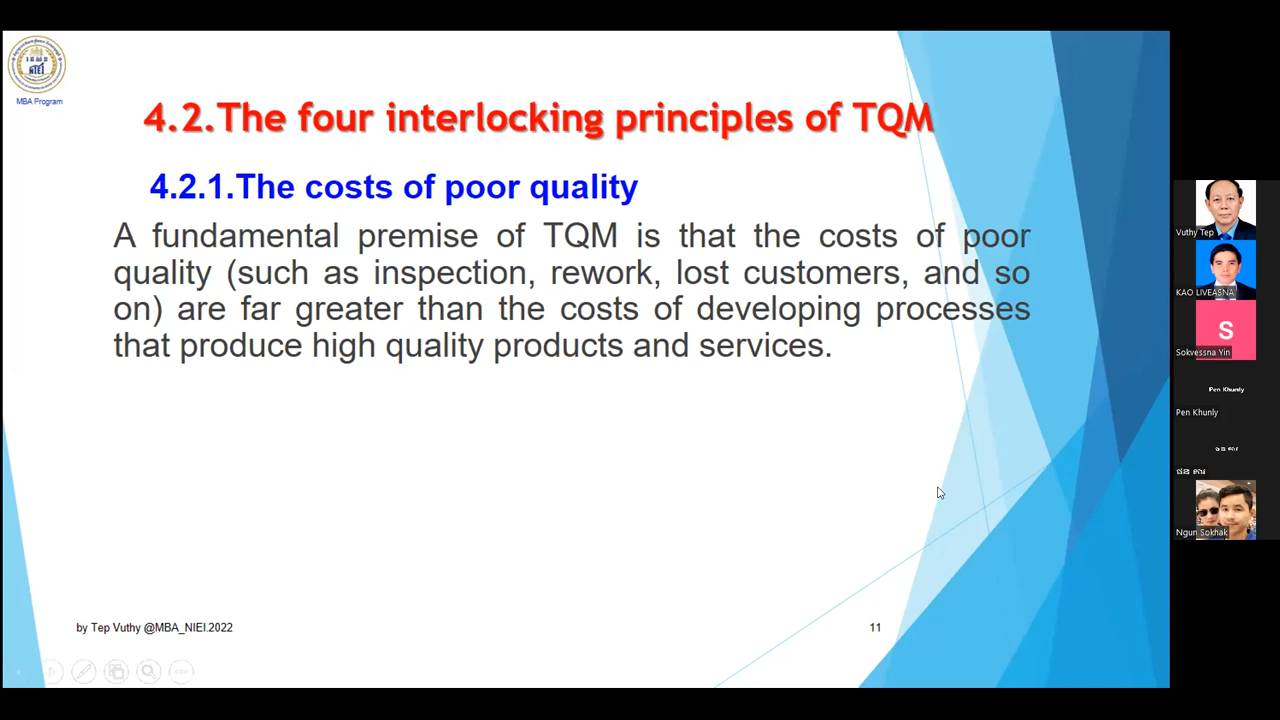 NIEI
MBA Program
4.2.The four interlocking principles of TQM
4.2.1.The costs of poor quality
A fundamental premise of TQM is that the costs of poor
quality (such as inspection, rework, lost customers, and so
on) are far greater than the costs of developing processes
that produce high quality products and services.
by Tep Vuthy @MBA_NIEI.2022
11
Vuthy Tep
KAO LIVEASNA
S
Sokvessna Yin
Pen Khunly
Pen Khunly
Ngun Sokhak